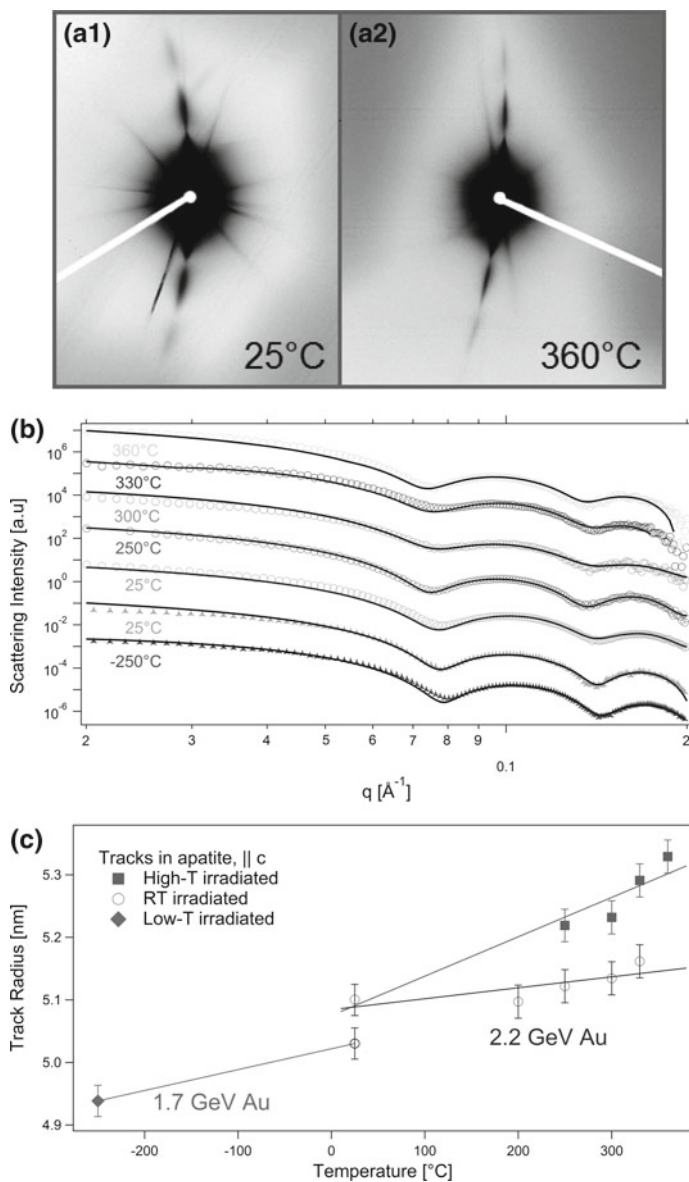 (a1)
(a2)
25°C
360°C
(b)
Scattering Intensity [a.u]
10^6
10^4
10^2
10^0
10^-2
10^-4
10^-6
360°C
330°C
300°C
250°C
25°C
25°C
-250°C
2 3 4 5 6 7 8 9 2
0.1
q [Å^-1]
(c)
Track Radius [nm]
5.3
5.2
5.1
5.0
4.9
Tracks in apatite, || c
High-T irradiated
RT irradiated
Low-T irradiated
2.2 GeV Au
1.7 GeV Au
-200 -100 0 100 200 300
Temperature [°C]